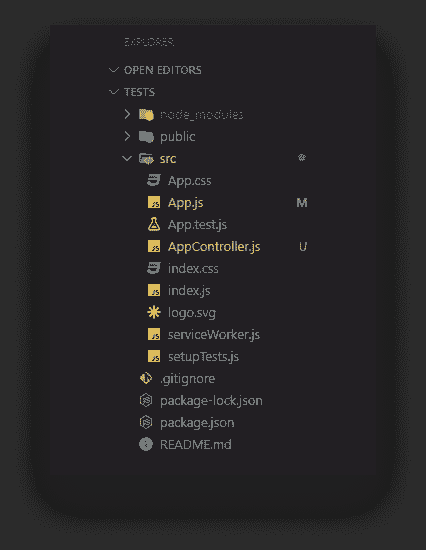 EXPLORER
OPEN EDITORS
TESTS
node_modules
public
src
App.css
App.js M
App.test.js
AppController.js U
index.css
index.js
logo.svg
serviceWorker.js
setupTests.js
.gitignore
package-lock.json
package.json
README.md